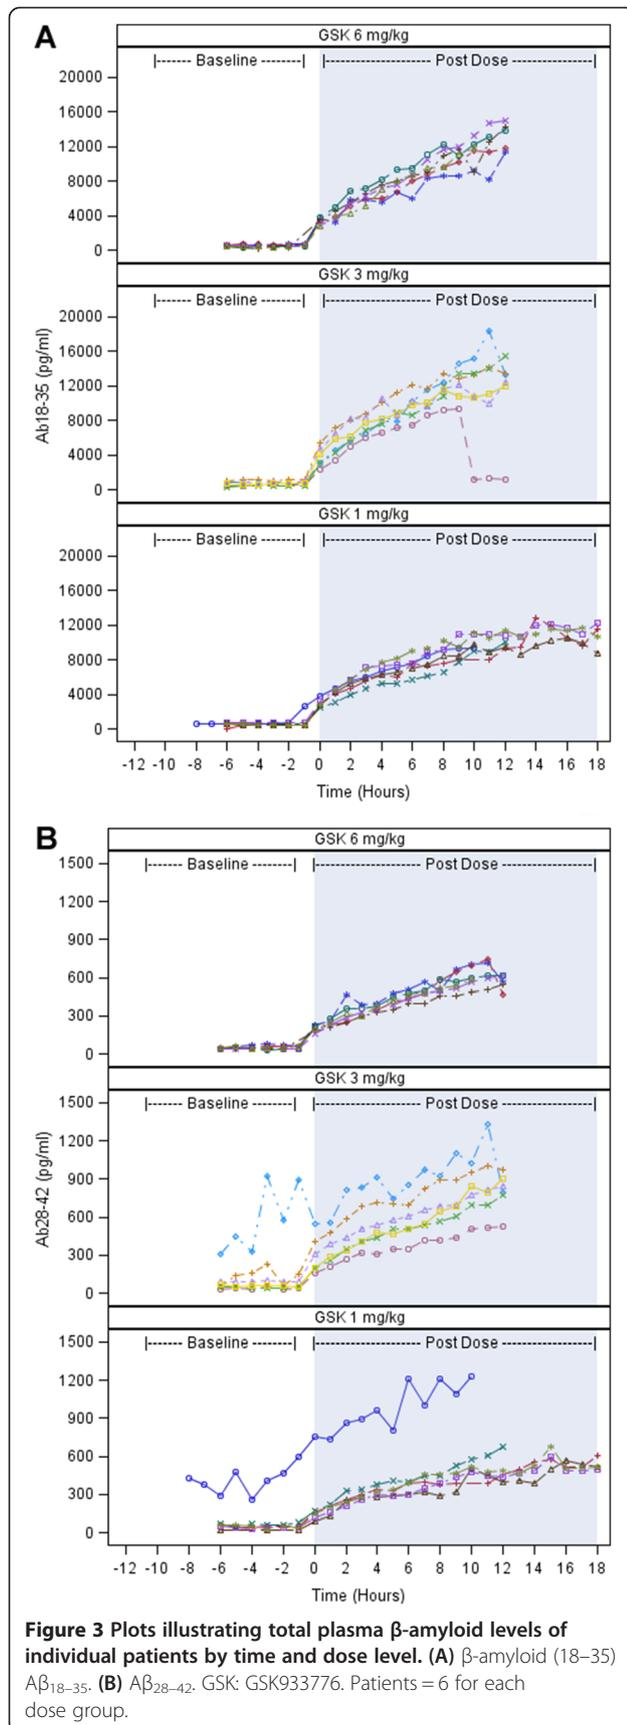 A
GSK 6 mg/kg
|------- Baseline -------|
|--------------------- Post Dose -----------------|
20000
16000
12000
8000
4000
0
GSK 3 mg/kg
|------- Baseline -------|
|--------------------- Post Dose -----------------|
20000
16000
12000
8000
4000
0
Ab18-35 (pg/ml)
GSK 1 mg/kg
|------- Baseline -------|
|--------------------- Post Dose -----------------|
20000
16000
12000
8000
4000
0
-12 -10 -8 -6 -4 -2 0 2 4 6 8 10 12 14 16 18
Time (Hours)
B
GSK 6 mg/kg
|------- Baseline -------|
|--------------------- Post Dose -----------------|
1500
1200
900
600
300
0
GSK 3 mg/kg
|------- Baseline -------|
|--------------------- Post Dose -----------------|
1500
1200
900
600
300
0
Ab28-42 (pg/ml)
GSK 1 mg/kg
|------- Baseline -------|
|--------------------- Post Dose -----------------|
1500
1200
900
600
300
0
-12 -10 -8 -6 -4 -2 0 2 4 6 8 10 12 14 16 18
Time (Hours)
Figure 3 Plots illustrating total plasma β-amyloid levels of
individual patients by time and dose level. (A) β-amyloid (18–35)
Aβ18–35. (B) Aβ28–42. GSK: GSK933776. Patients = 6 for each
dose group.